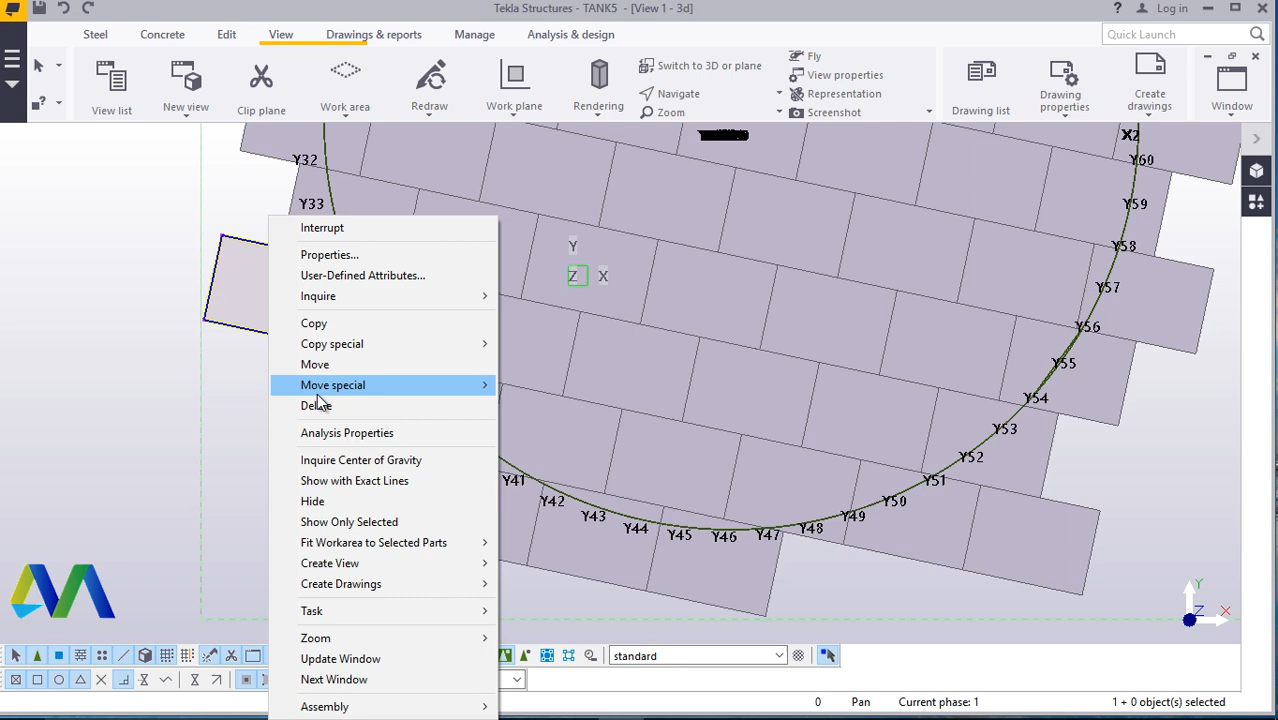 Tekla Structures - TANK5 - [View 1 - 3d]
? Log in
Steel Concrete Edit View Drawings & reports Manage Analysis & design
Quick Launch
View list
New view
Clip plane
Work area
Redraw
Work plane
Rendering
Switch to 3D or plane
Navigate
Zoom
Fly
View properties
Representation
Screenshot
Drawing list
Drawing properties
Create drawings
Window
X2
Y32
Y60
Y33
Y59
Y58
Y57
Y56
Y55
Y54
Y53
Y52
Y51
Y50
Y49
Y48
Y47
Y46
Y45
Y44
Y43
Y42
Y41
Y
Z X
Interrupt
Properties...
User-Defined Attributes...
Inquire
Copy
Copy special
Move
Move special
Delete
Analysis Properties
Inquire Center of Gravity
Show with Exact Lines
Hide
Show Only Selected
Fit Workarea to Selected Parts
Create View
Create Drawings
Task
Zoom
Update Window
Next Window
Assembly
Y
Z X
standard
0 Pan Current phase: 1 1 + 0 object(s) selected